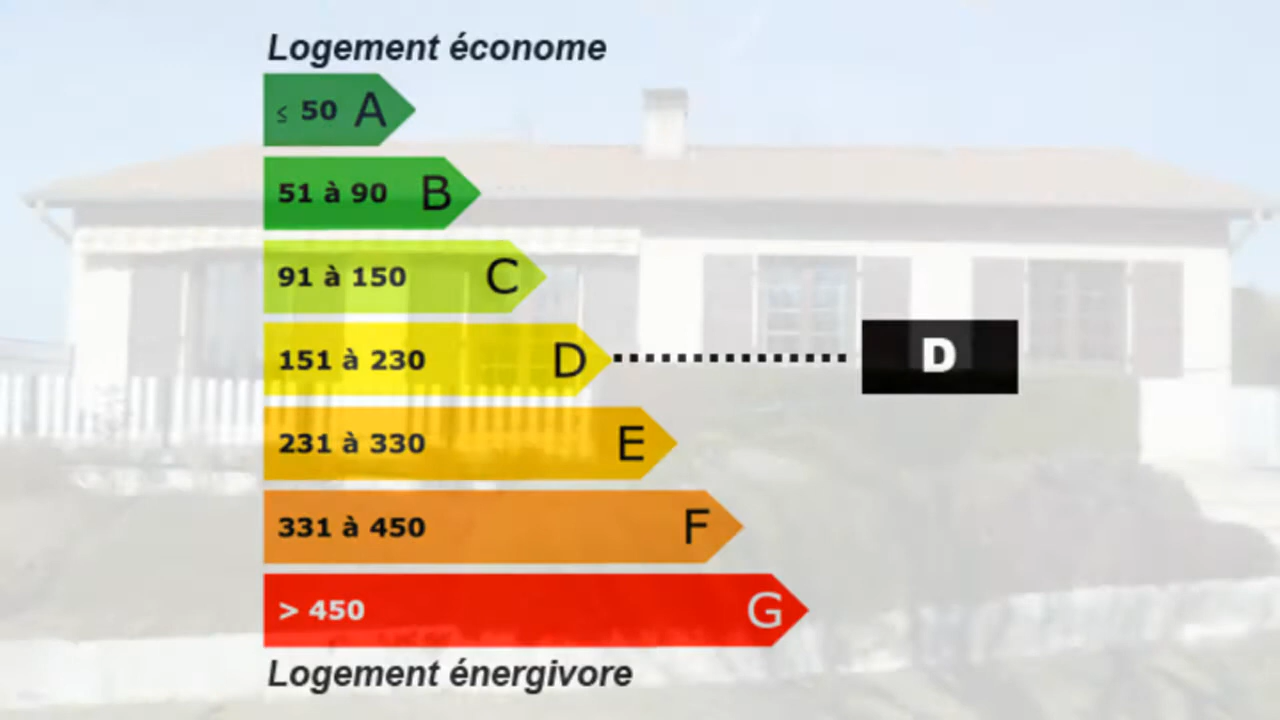 Logement économe
≤ 50 A
51 à 90 B
91 à 150 C
151 à 230 D
D
231 à 330 E
331 à 450 F
> 450 G
Logement énergivore